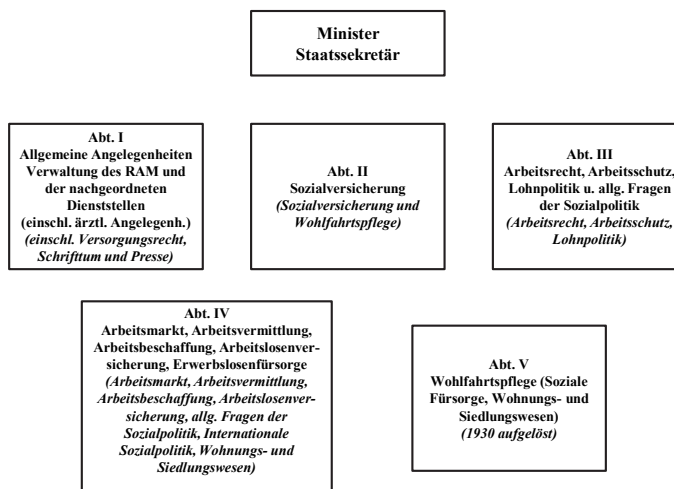 Minister
Staatssekretär
Abt. I
Allgemeine Angelegenheiten
Verwaltung des RAM und
der nachgeordneten
Dienststellen
(einschl. ärztl. Angelegenh.)
(einschl. Versorgungsrecht,
Schrifttum und Presse)
Abt. II
Sozialversicherung
(Sozialversicherung und
Wohlfahrtspflege)
Abt. III
Arbeitsrecht, Arbeitsschutz,
Lohnpolitik u. allg. Fragen
der Sozialpolitik
(Arbeitsrecht, Arbeitsschutz,
Lohnpolitik)
Abt. IV
Arbeitsmarkt, Arbeitsvermittlung,
Arbeitsbeschaffung, Arbeitslosenver-
sicherung, Erwerbslosenfürsorge
(Arbeitsmarkt, Arbeitsvermittlung,
Arbeitsbeschaffung, Arbeitslosenver-
sicherung, allg. Fragen der
Sozialpolitik, Internationale
Sozialpolitik, Wohnungs- und
Siedlungswesen)
Abt. V
Wohlfahrtspflege (Soziale
Fürsorge, Wohnungs- und
Siedlungswesen)
(1930 aufgelöst)